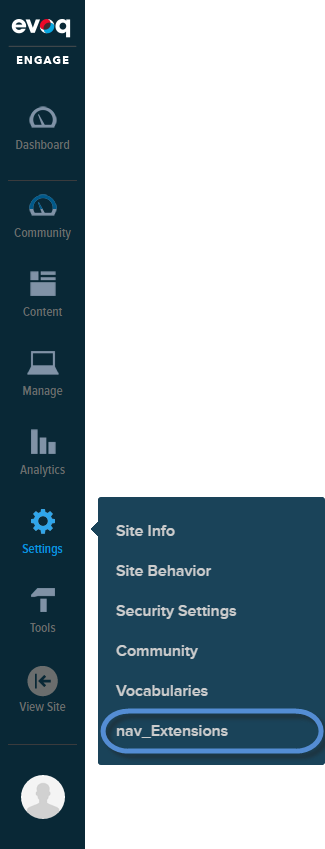 evoq
ENGAGE
Dashboard
Community
Content
Manage
Analytics
Settings
Tools
View Site
Site Info
Site Behavior
Security Settings
Community
Vocabularies
nav_Extensions